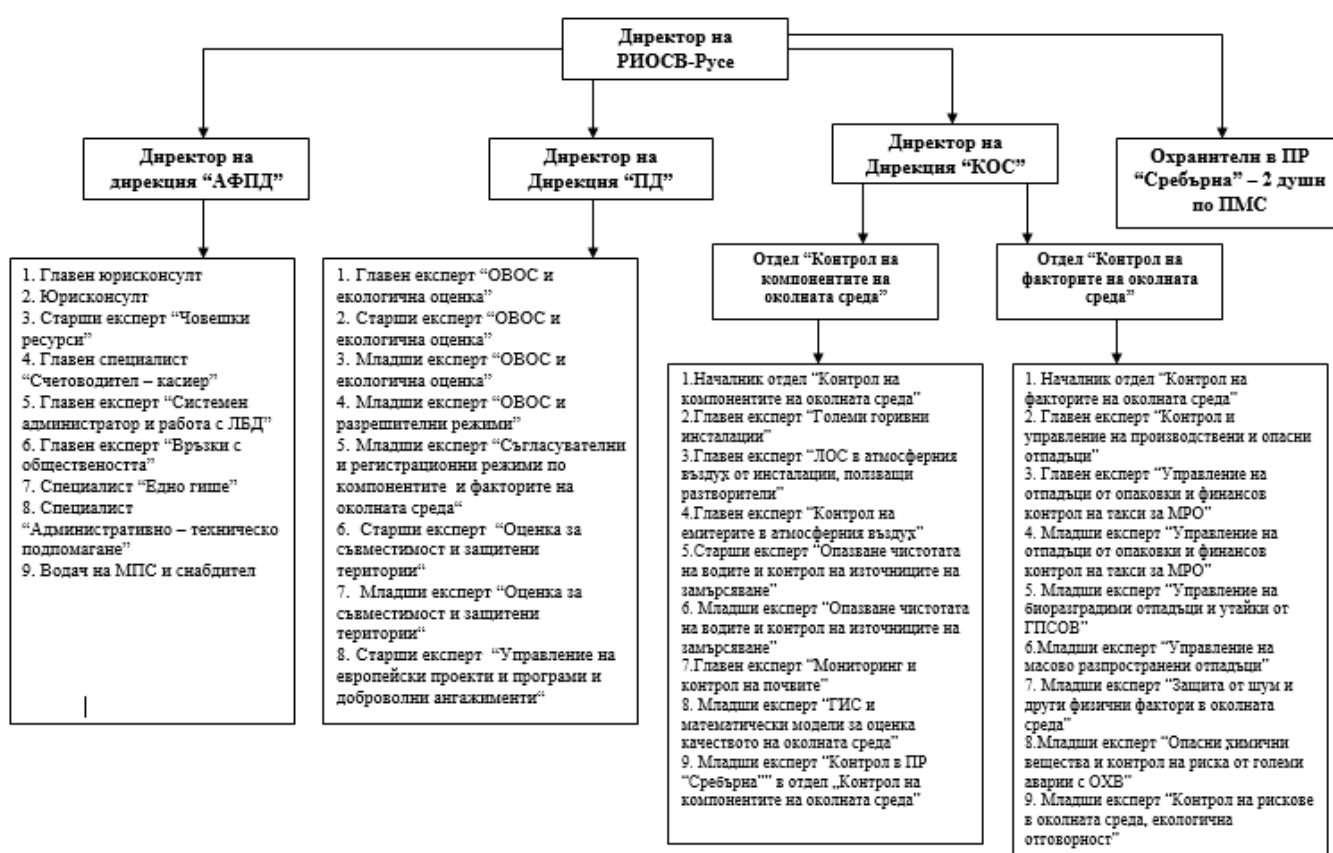 Директор на
РИОСВ-Русе
Директор на
дирекция “АФПД”
Директор на
Дирекция “ПД”
Директор на
Дирекция “КОС”
Охранители в ПР
“Сребърна” – 2 души
по ПМС
1. Главен юрисконсулт
2. Юрисконсулт
3. Старши експерт “Човешки
ресурси”
4. Главен специалист
“Счетоводител – касиер”
5. Главен експерт “Системен
администратор и работа с ЛБД”
6. Главен експерт “Връзки с
обществеността”
7. Специалист “Едно гише”
8. Специалист
“Административно – техническо
подпомагане”
9. Водач на МПС и снабдител
1. Главен експерт “ОВОС и
екологична оценка”
2. Старши експерт “ОВОС и
екологична оценка”
3. Младши експерт “ОВОС и
екологична оценка”
4. Младши експерт “ОВОС и
разрешителни режими”
5. Младши експерт “Съгласувателни
и регистрационни режими по
компонентите и факторите на
околната среда“
6. Старши експерт “Оценка за
съвместимост и защитени
територии“
7. Младши експерт “Оценка за
съвместимост и защитени
територии“
8. Старши експерт “Управление на
европейски проекти и програми и
доброволни ангажименти“
Отдел “Контрол на
компонентите на
околната среда”
Отдел “Контрол на
факторите на околната
среда”
1.Началник отдел “Контрол на
компонентите на околната среда”
2.Главен експерт “Големи горивни
инсталации”
3.Главен експерт “ЛОС в атмосферния
въздух от инсталации, ползващи
разтворители”
4.Главен експерт “Контрол на
емитерите в атмосферния въздух”
5.Старши експерт “Опазване чистотата
на водите и контрол на източниците на
замърсяване”
6. Младши експерт “Опазване чистотата
на водите и контрол на източниците на
замърсяване”
7.Главен експерт “Мониторинг и
контрол на почвите”
8. Младши експерт “ГИС и
математически модели за оценка
качеството на околната среда”
9. Младши експерт “Контрол в ПР
“Сребърна”” в отдел „Контрол на
компонентите на околната среда”
1. Началник отдел “Контрол на
факторите на околната среда”
2. Главен експерт “Контрол и
управление на производствени и опасни
отпадъци”
3. Главен експерт “Управление на
отпадъци от опаковки и финансов
контрол на такси за МРО”
4. Младши експерт “Управление на
отпадъци от опаковки и финансов
контрол на такси за МРО”
5. Младши експерт “Управление на
биоразградими отпадъци и утайки от
ГПСОВ”
6.Младши експерт “Управление на
масово разпространени отпадъци”
7. Младши експерт “Защита от шум и
други физични фактори в околната
среда”
8.Младши експерт “Опасни химични
вещества и контрол на риска от големи
аварии с ОХВ”
9. Младши експерт “Контрол на рискове
в околната среда, екологична
отговорност”